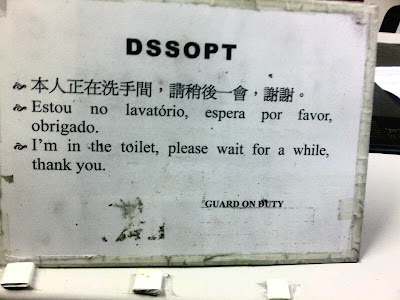 DSSOPT
本人正在洗手間，請稍後一會，謝謝。
Estou no lavatório, espera por favor,
obrigado.
I'm in the toilet, please wait for a while,
thank you.
GUARD ON DUTY